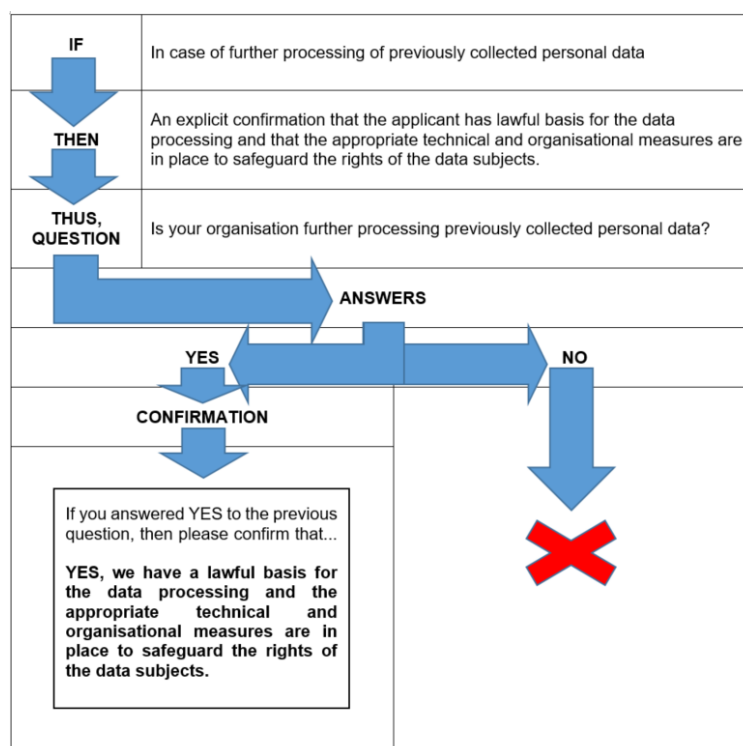 IF
In case of further processing of previously collected personal data
THEN
An explicit confirmation that the applicant has lawful basis for the data
processing and that the appropriate technical and organisational measures are
in place to safeguard the rights of the data subjects.
THUS,
QUESTION
Is your organisation further processing previously collected personal data?
ANSWERS
YES
NO
CONFIRMATION
If you answered YES to the previous
question, then please confirm that...
YES, we have a lawful basis for
the data processing and the
appropriate technical and
organisational measures are in
place to safeguard the rights of
the data subjects.